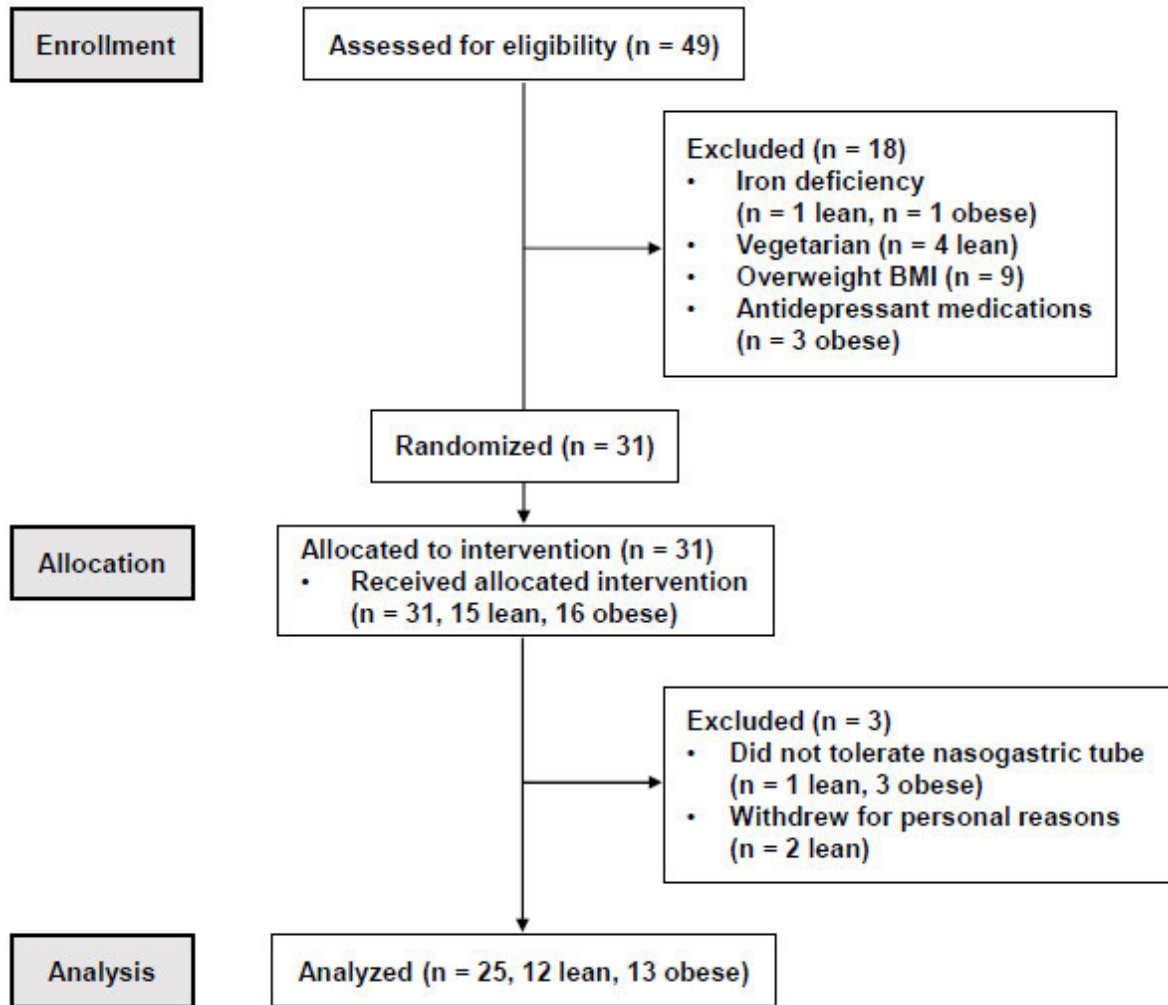 Enrollment
Assessed for eligibility (n = 49)
Excluded (n = 18)
• Iron deficiency
(n = 1 lean, n = 1 obese)
• Vegetarian (n = 4 lean)
• Overweight BMI (n = 9)
• Antidepressant medications
(n = 3 obese)
Randomized (n = 31)
Allocation
Allocated to intervention (n = 31)
• Received allocated intervention
(n = 31, 15 lean, 16 obese)
Excluded (n = 3)
• Did not tolerate nasogastric tube
(n = 1 lean, 3 obese)
• Withdrew for personal reasons
(n = 2 lean)
Analysis
Analyzed (n = 25, 12 lean, 13 obese)